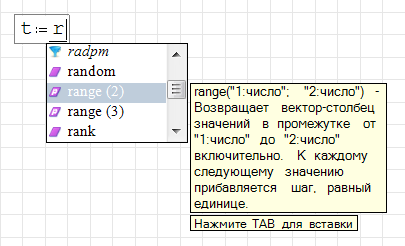 t:= r
radpm
random
range (2)
range (3)
rank
range("1:число"; "2:число") -
Возвращает вектор-столбец
значений в промежутке от
"1:число" до "2:число"
включительно. К каждому
следующему значению
прибавляется шаг, равный
единице.
Нажмите TAB для вставки